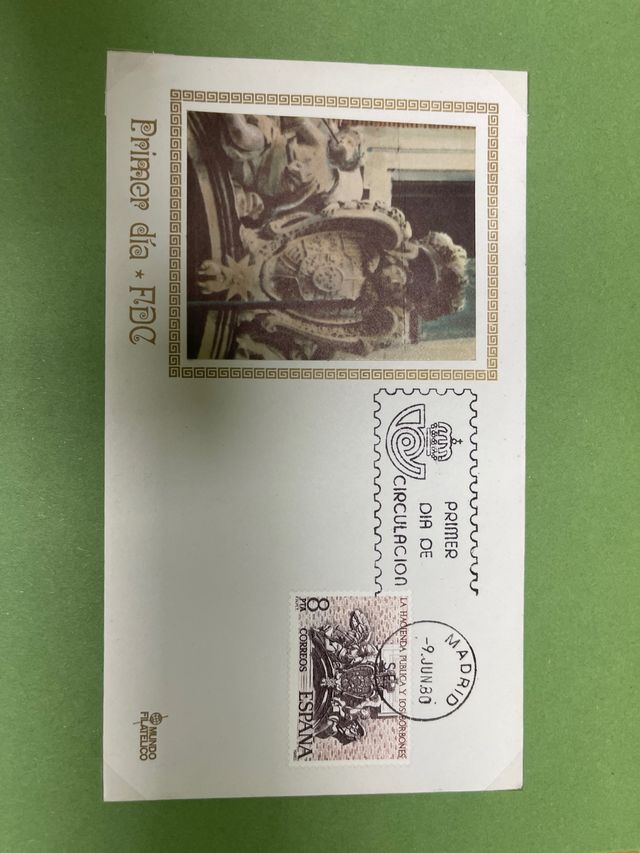 Primer día * FDC
PRIMER
DIA DE
CIRCULACION
MADRID
-9.JUN.80
LA HACIENDA PUBLICA Y LOS BORBONES
8
PTA
CORREOS
ESPAÑA
MUNDO
FILATELICO